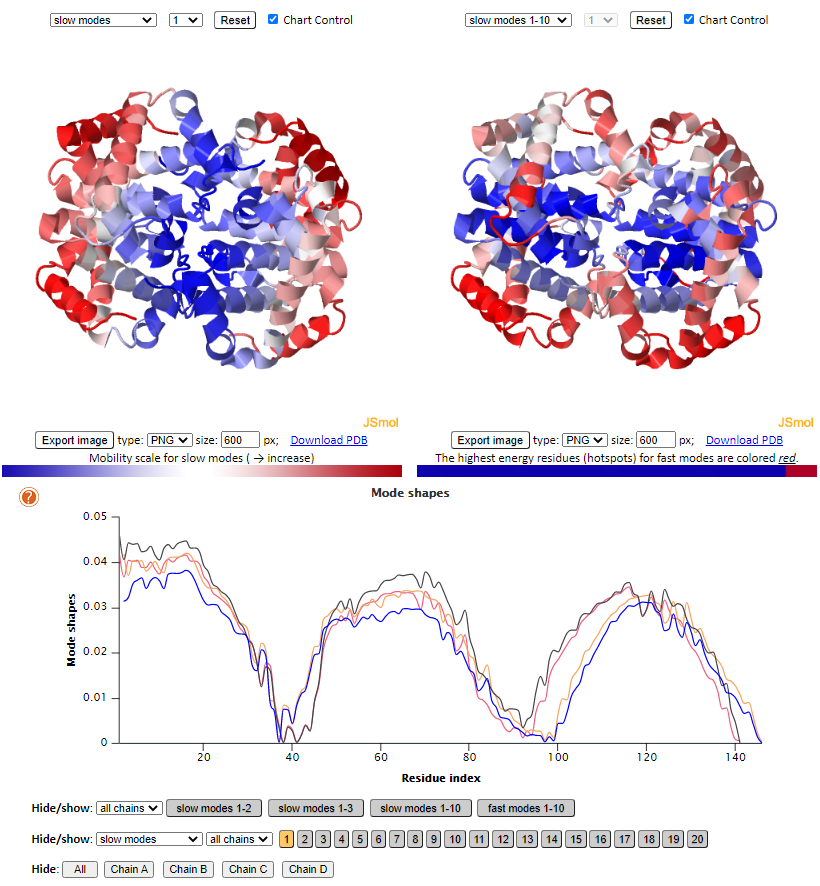 slow modes 1 Reset Chart Control slow modes 1-10 1 Reset Chart Control
JSmol JSmol
Export image type: PNG size: 600 px; Download PDB Export image type: PNG size: 600 px; Download PDB
Mobility scale for slow modes ( → increase) The highest energy residues (hotspots) for fast modes are colored red.
? Mode shapes
0.05
0.04
0.03
0.02
0.01
0
Mode shapes
20 40 60 80 100 120 140
Residue index
Hide/show: all chains slow modes 1-2 slow modes 1-3 slow modes 1-10 fast modes 1-10
Hide/show: slow modes all chains 1 2 3 4 5 6 7 8 9 10 11 12 13 14 15 16 17 18 19 20
Hide: All Chain A Chain B Chain C Chain D